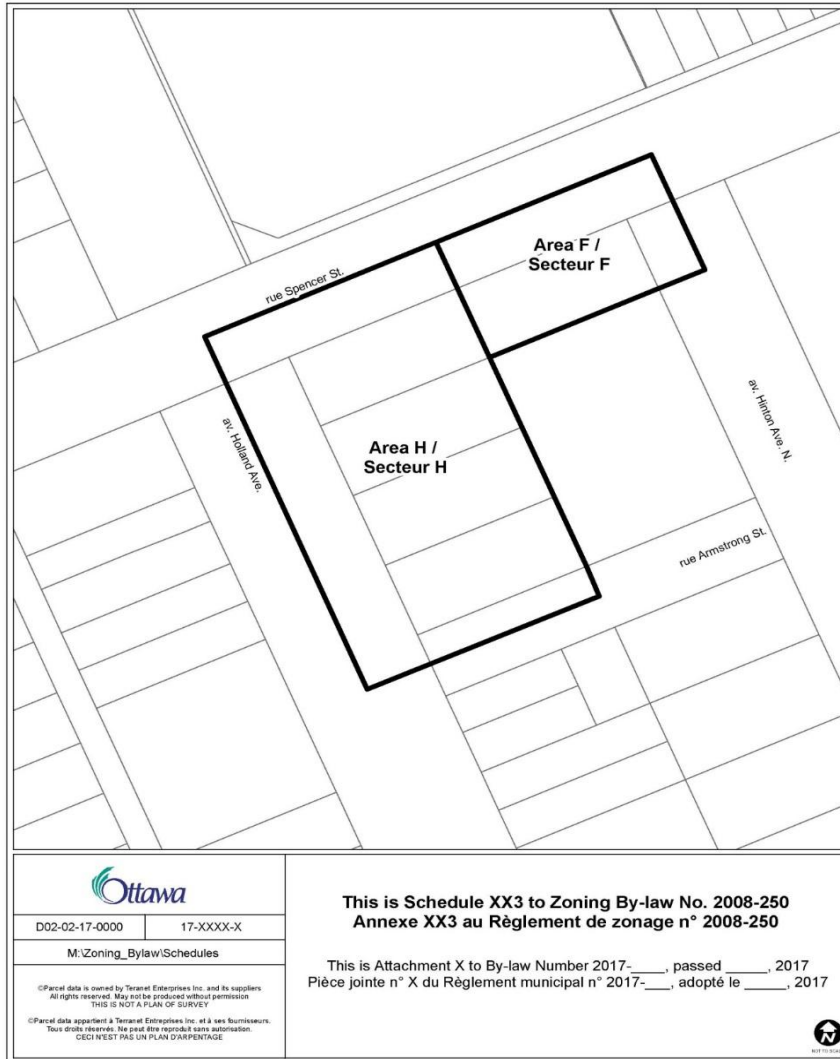 rue Spencer St.
Area F /
Secteur F
av. Holland Ave.
Area H /
Secteur H
av. Hinton Ave. N.
rue Armstrong St.
Ottawa
D02-02-17-0000
17-XXXX-X
M:\Zoning_Bylaw\Schedules
©Parcel data is owned by Teranet Enterprises Inc. and its suppliers
All rights reserved. May not be produced without permission
THIS IS NOT A PLAN OF SURVEY
©Parcel data appartient à Terranet Entreprises Inc. et à ses fournisseurs.
Tous droits réservés. Ne peut être reproduit sans autorisation.
CECI N'EST PAS UN PLAN D'ARPENTAGE
This is Schedule XX3 to Zoning By-law No. 2008-250
Annexe XX3 au Règlement de zonage n° 2008-250
This is Attachment X to By-law Number 2017-____, passed _____, 2017
Pièce jointe n° X du Règlement municipal n° 2017-___, adopté le _____, 2017
N
NOT TO SCALE